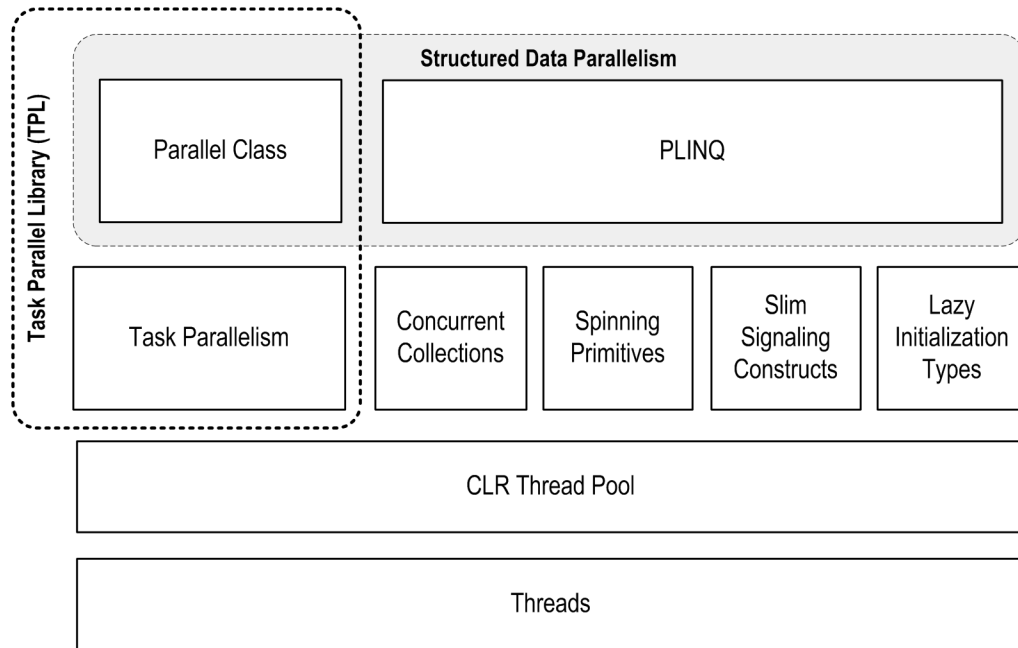 Structured Data Parallelism
Task Parallel Library (TPL)
Parallel Class
PLINQ
Task Parallelism
Concurrent
Collections
Spinning
Primitives
Slim
Signaling
Constructs
Lazy
Initialization
Types
CLR Thread Pool
Threads